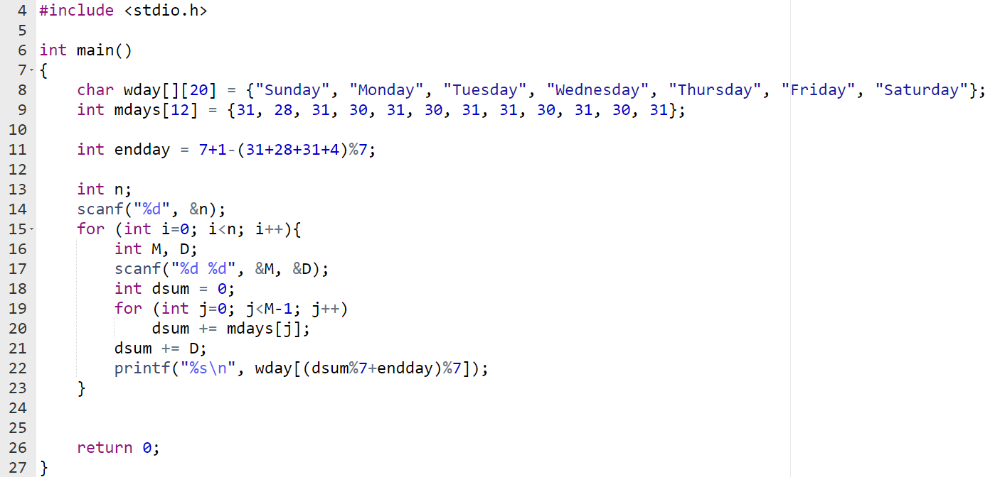 4 #include <stdio.h>
5
6 int main()
7 {
8     char wday[][20] = {"Sunday", "Monday", "Tuesday", "Wednesday", "Thursday", "Friday", "Saturday"};
9     int mdays[12] = {31, 28, 31, 30, 31, 30, 31, 31, 30, 31, 30, 31};
10
11     int endday = 7+1-(31+28+31+4)%7;
12
13     int n;
14     scanf("%d", &n);
15     for (int i=0; i<n; i++){
16         int M, D;
17         scanf("%d %d", &M, &D);
18         int dsum = 0;
19         for (int j=0; j<M-1; j++)
20             dsum += mdays[j];
21         dsum += D;
22         printf("%s\n", wday[(dsum%7+endday)%7]);
23     }
24
25
26     return 0;
27 }